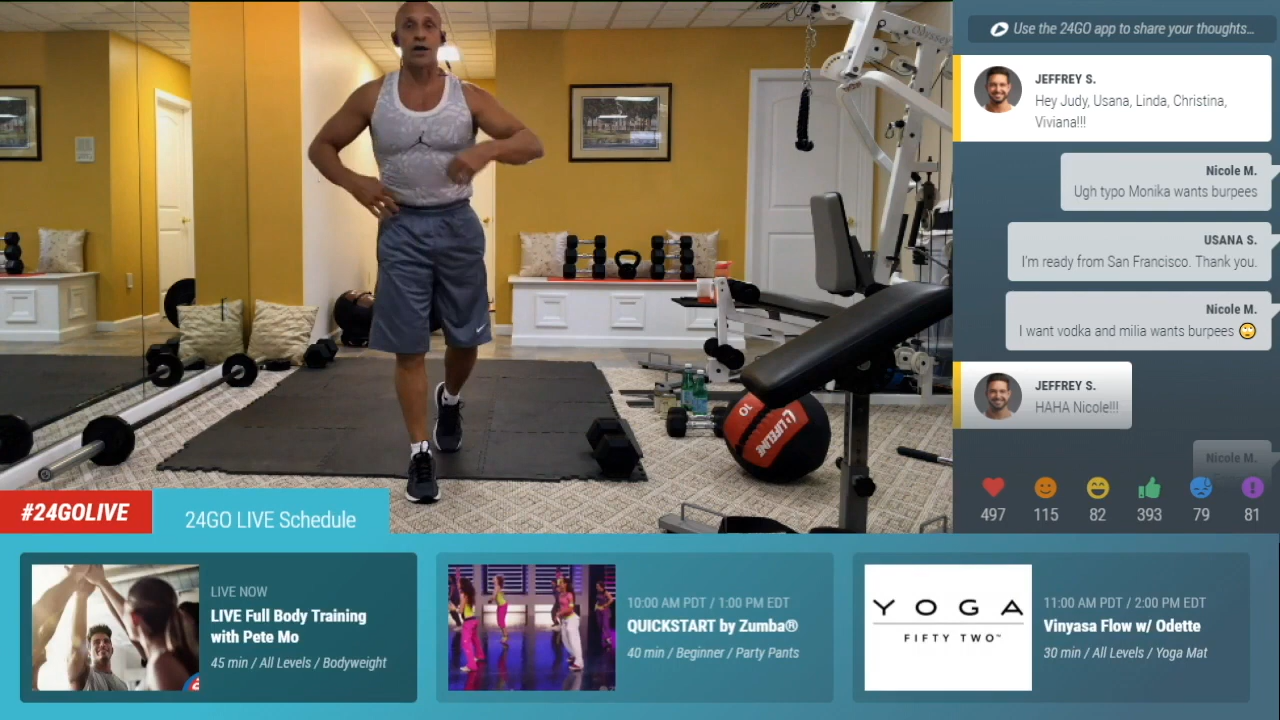 Use the 24GO app to share your thoughts...
JEFFREY S.
Hey Judy, Usana, Linda, Christina,
Viviana!!!
Nicole M.
Ugh typo Monika wants burpees
USANA S.
I'm ready from San Francisco. Thank you.
Nicole M.
I want vodka and milia wants burpees 🙄
JEFFREY S.
HAHA Nicole!!!
Nicole M.
497
115
82
393
79
81
10
LIFELINE
#24GOLIVE
24GO LIVE Schedule
LIVE NOW
LIVE Full Body Training
with Pete Mo
45 min / All Levels / Bodyweight
10:00 AM PDT / 1:00 PM EDT
QUICKSTART by Zumba®
40 min / Beginner / Party Pants
YOGA
FIFTY TWO™
11:00 AM PDT / 2:00 PM EDT
Vinyasa Flow w/ Odette
30 min / All Levels / Yoga Mat